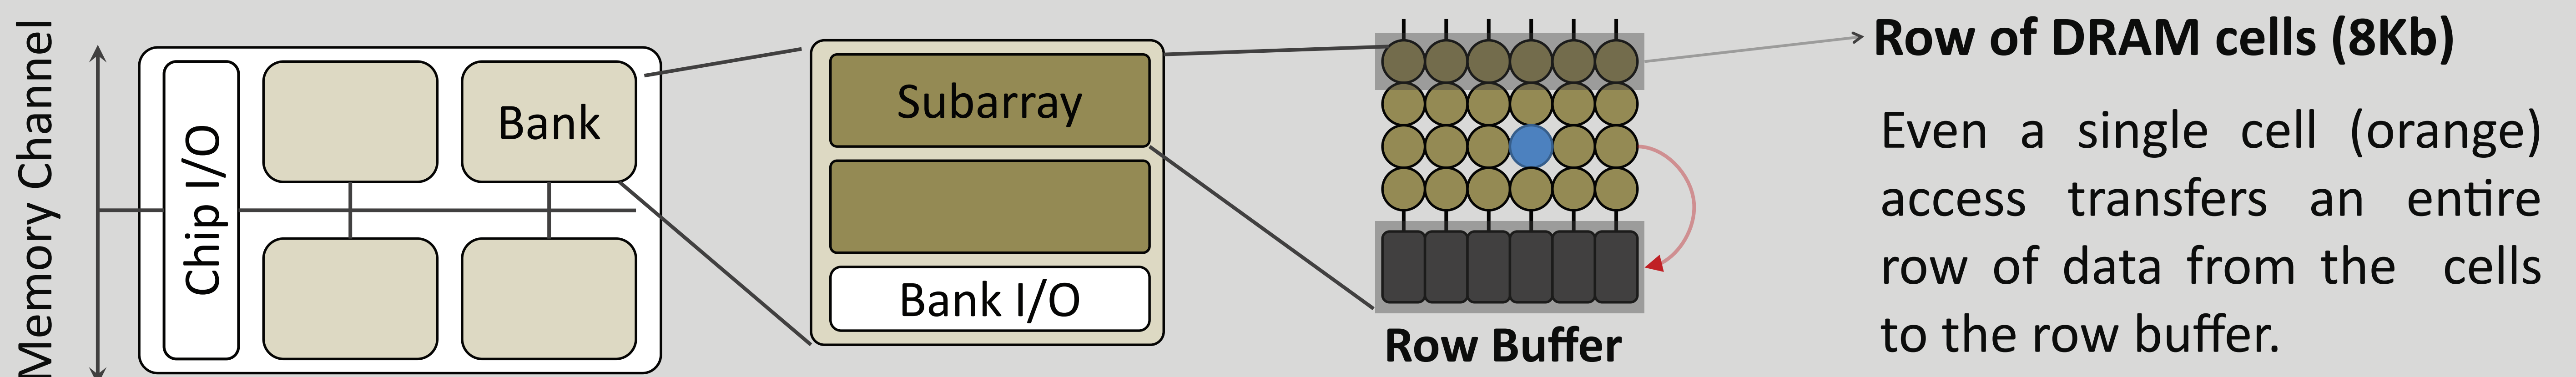 Memory Channel
Chip I/O
Bank
Subarray
Bank I/O
Row Buffer
Row of DRAM cells (8Kb)
Even a single cell (orange)
access transfers an entire
row of data from the cells
to the row buffer.